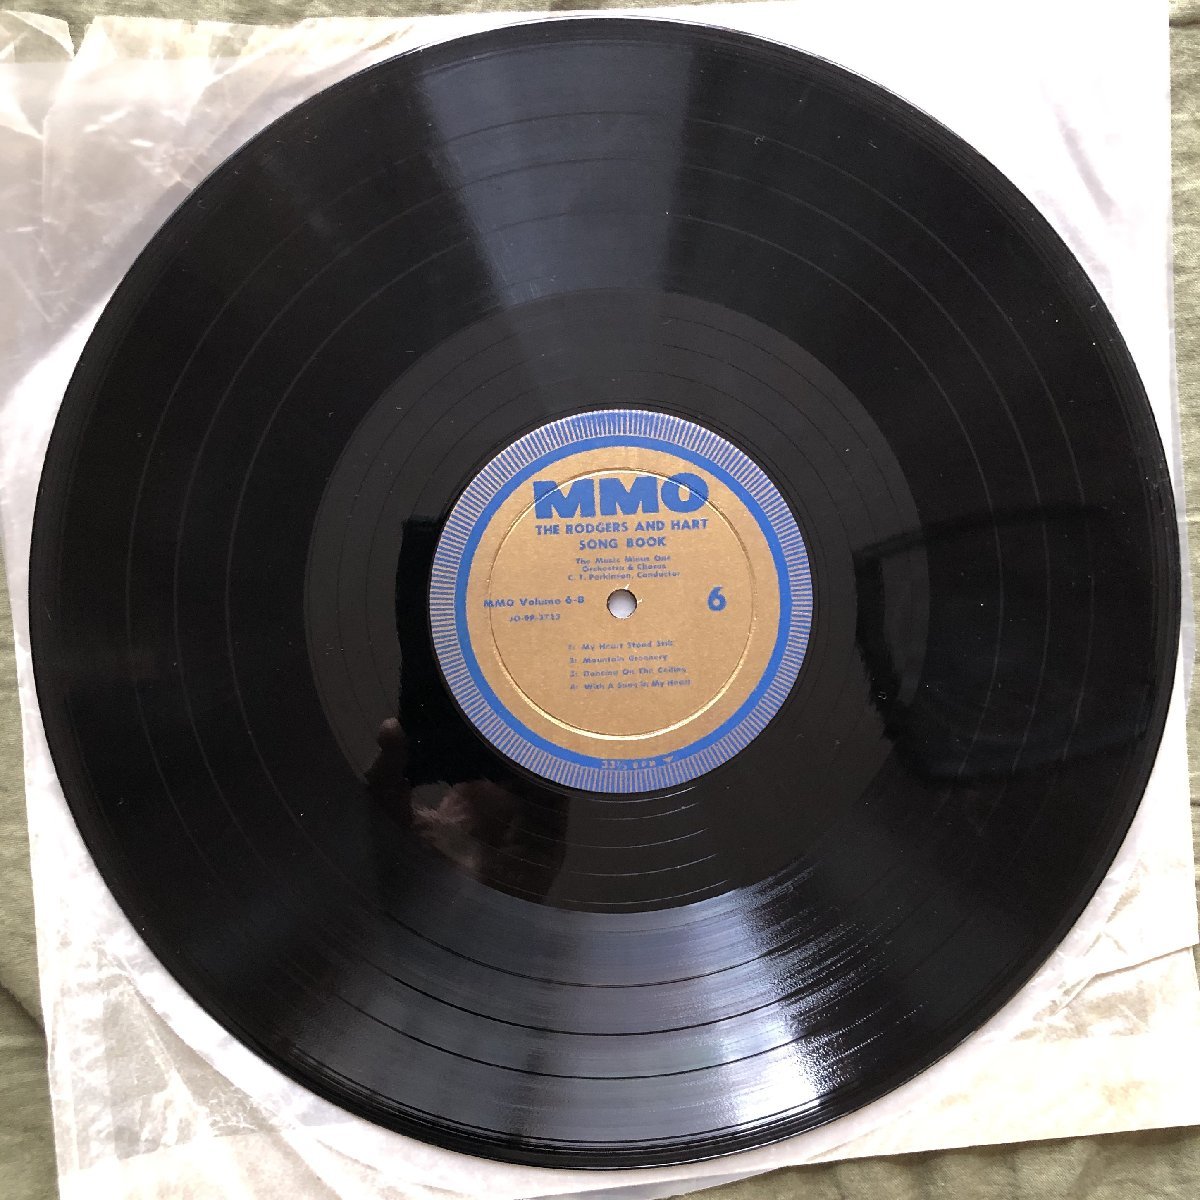 MMO
THE RODGERS AND HART
SONG BOOK
The Music Minus One
Orchestra & Chorus
C. T. Parkinson, Conductor
MMO Volume 6-B
6
1: My Heart Stood Still
2: Mountain Greenery
3: Dancing On The Ceiling
4: With A Song In My Heart
33⅓ RPM